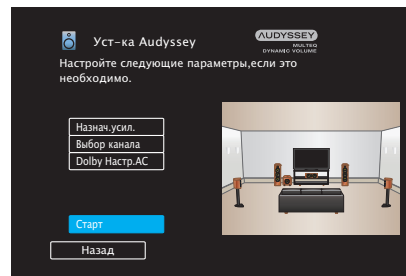 Уст-ка Audyssey
AUDYSSEY
MULTEQ
DYNAMIC VOLUME
Настройте следующие параметры,если это
необходимо.
Назнач.усил.
Выбор канала
Dolby Настр.АС
Старт
Назад